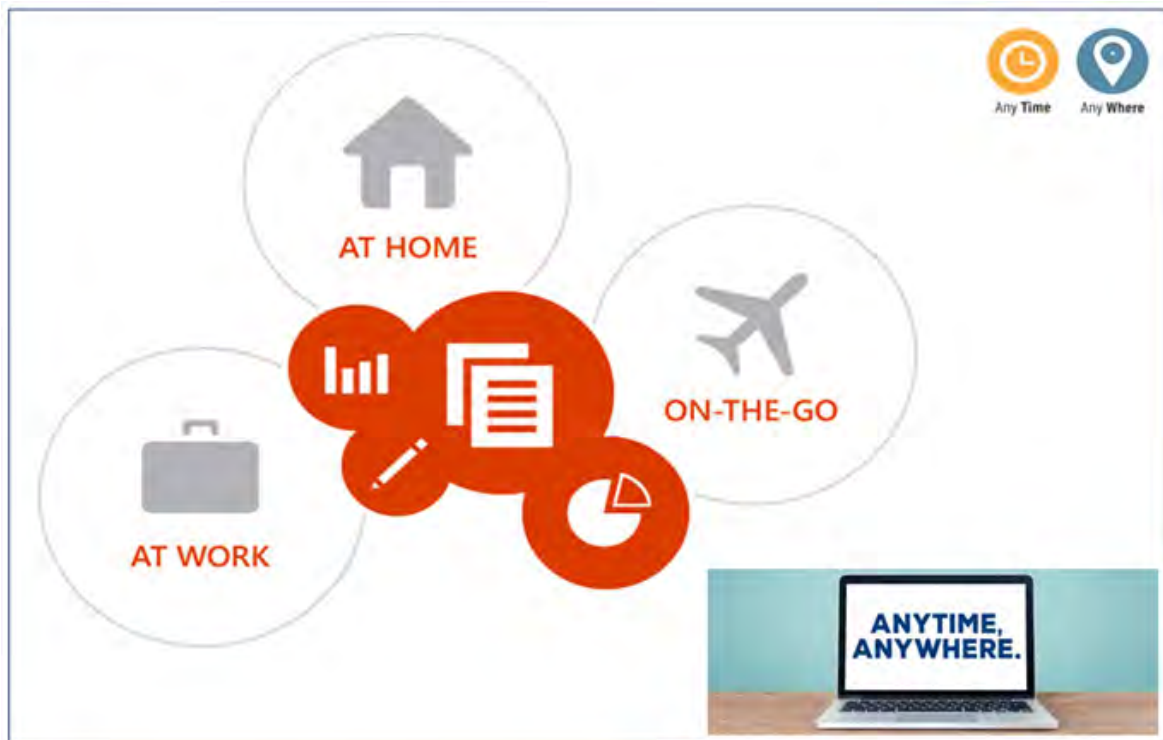 Any Time
Any Where
AT HOME
ON-THE-GO
AT WORK
ANYTIME,
ANYWHERE.